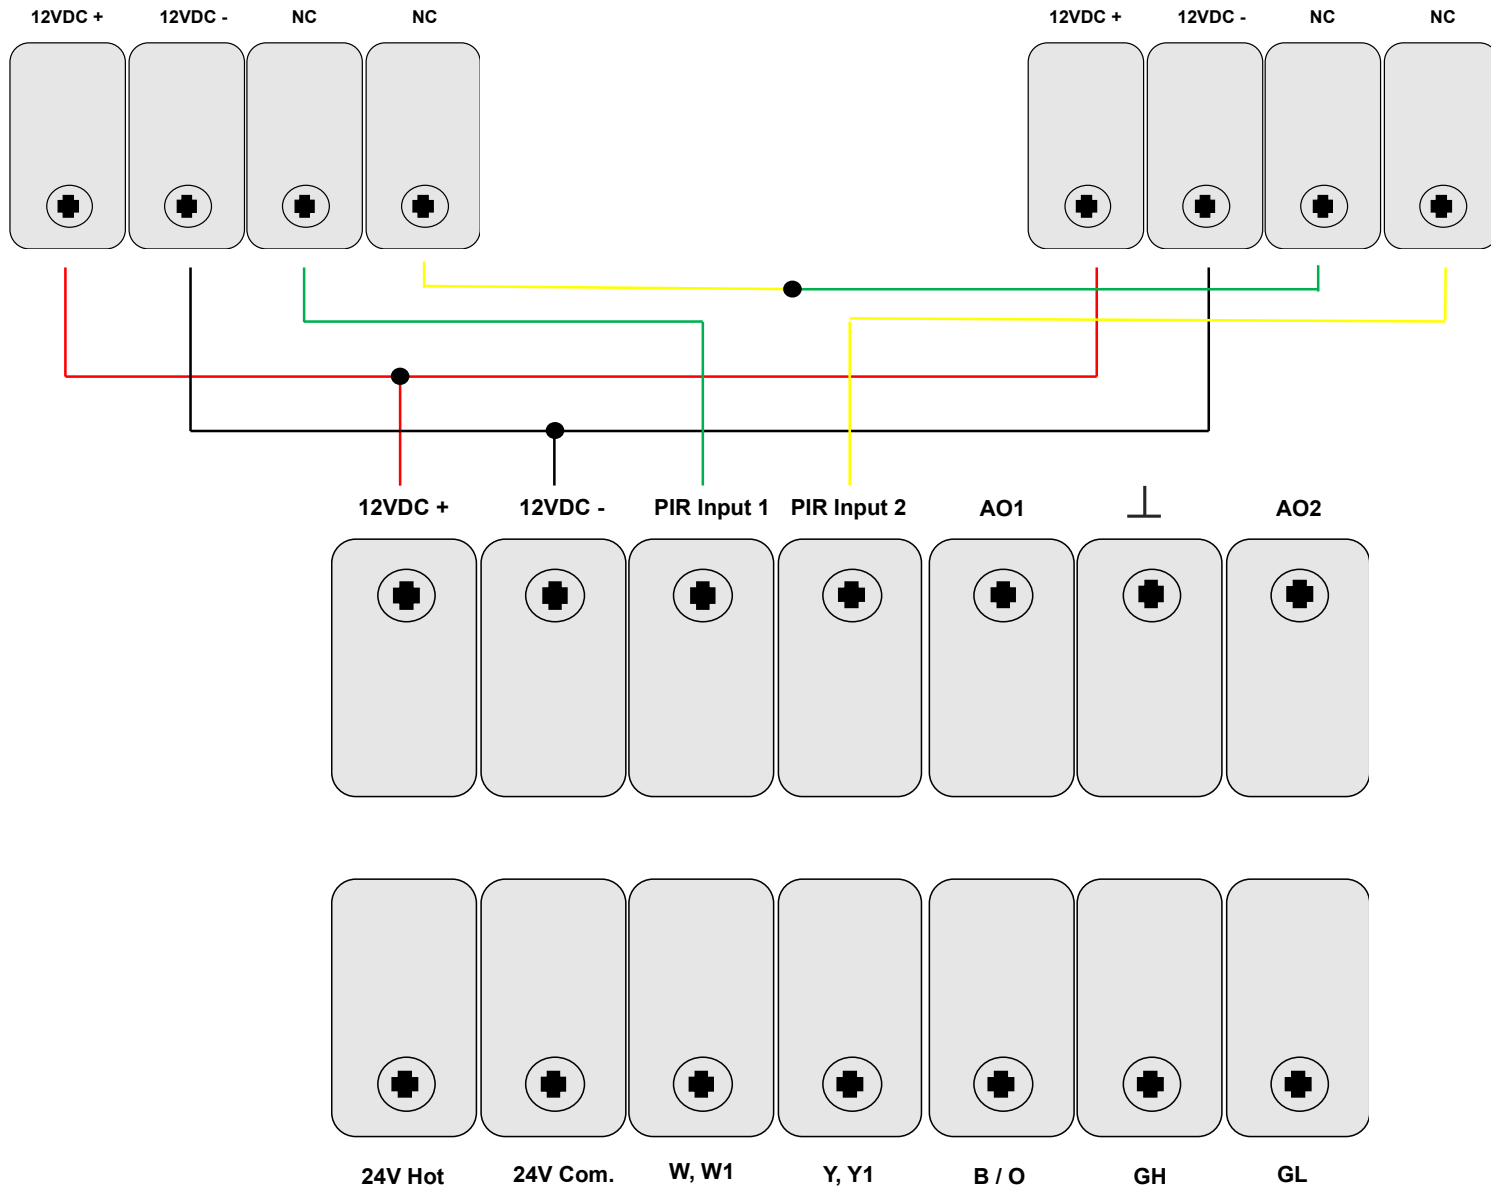 12VDC + 12VDC - NC NC 12VDC + 12VDC - NC NC
12VDC + 12VDC - PIR Input 1 PIR Input 2 AO1 AO2
24V Hot 24V Com. W, W1 Y, Y1 B / O GH GL